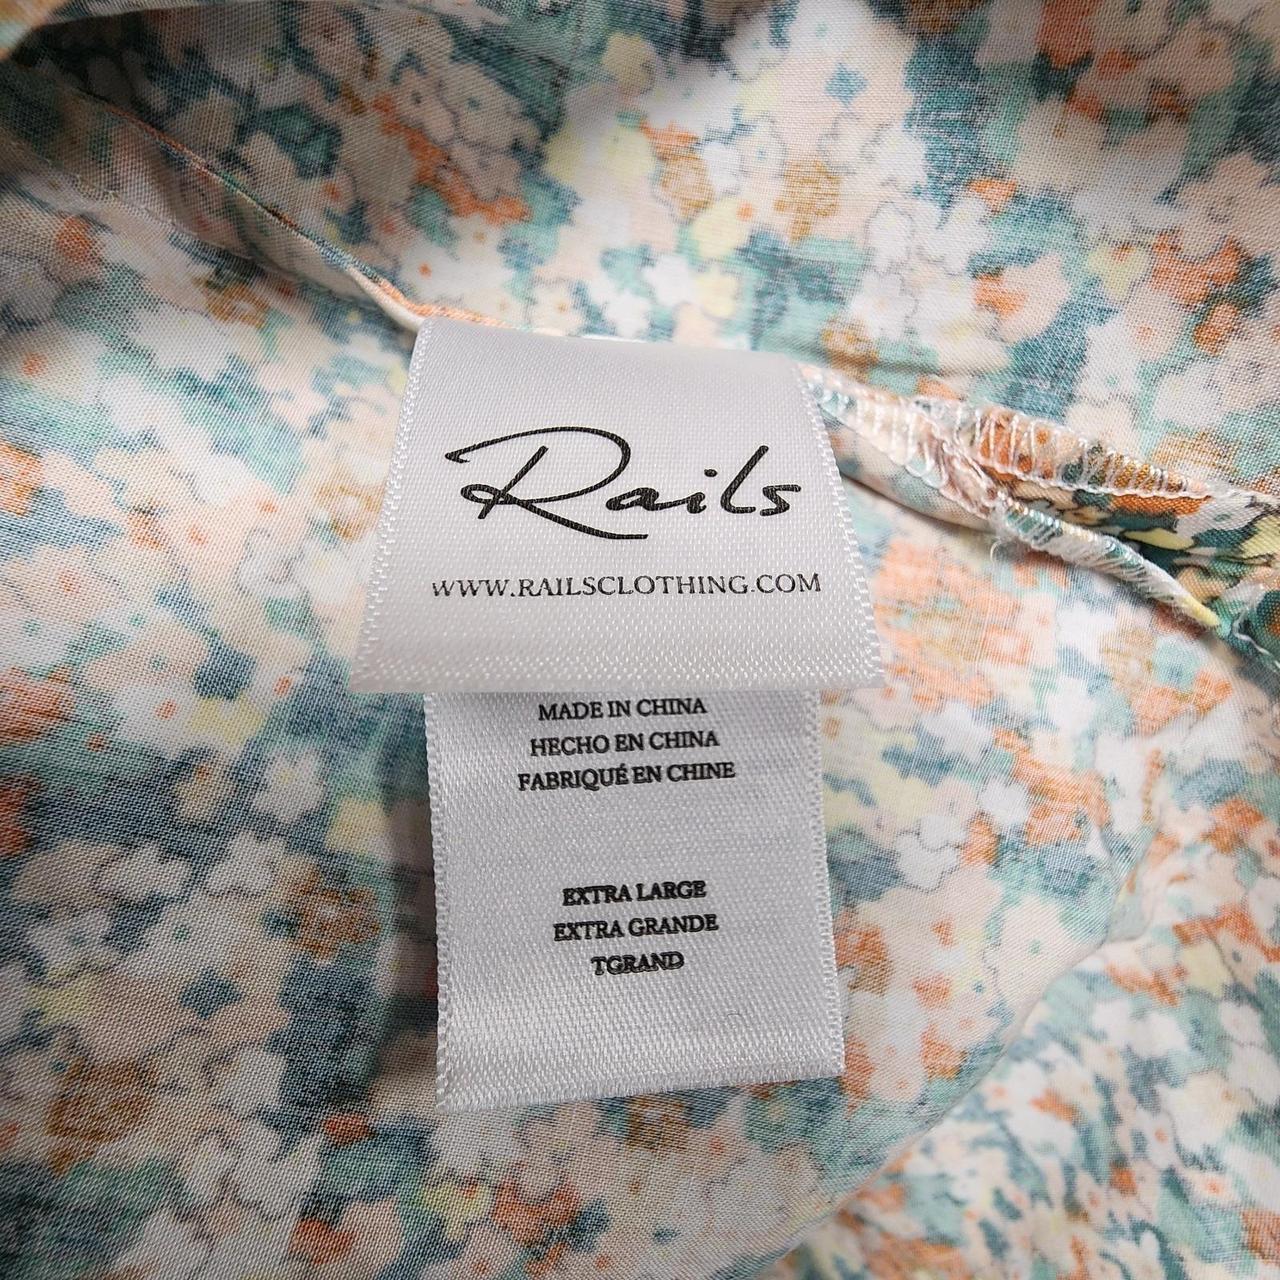 Rails
WWW.RAILSCLOTHING.COM
MADE IN CHINA
HECHO EN CHINA
FABRIQUÉ EN CHINE
EXTRA LARGE
EXTRA GRANDE
TGRAND